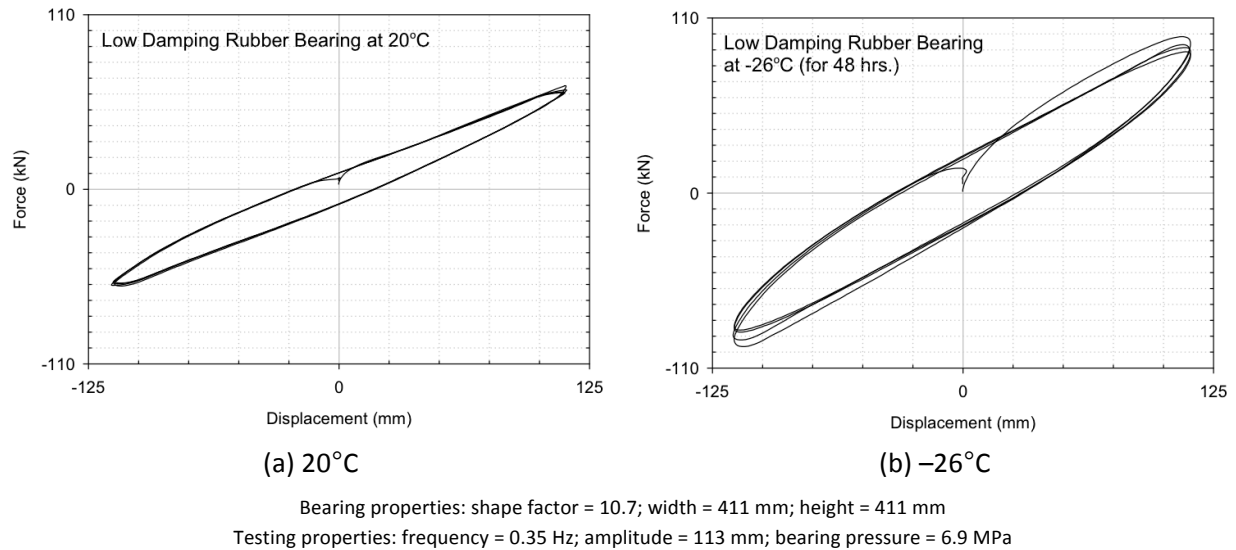 110
Low Damping Rubber Bearing at 20°C
Force (kN)
0
-110
-125
0
125
Displacement (mm)
(a) 20°C
110
Low Damping Rubber Bearing
at -26°C (for 48 hrs.)
Force (kN)
0
-110
-125
0
125
Displacement (mm)
(b) –26°C
Bearing properties: shape factor = 10.7; width = 411 mm; height = 411 mm
Testing properties: frequency = 0.35 Hz; amplitude = 113 mm; bearing pressure = 6.9 MPa